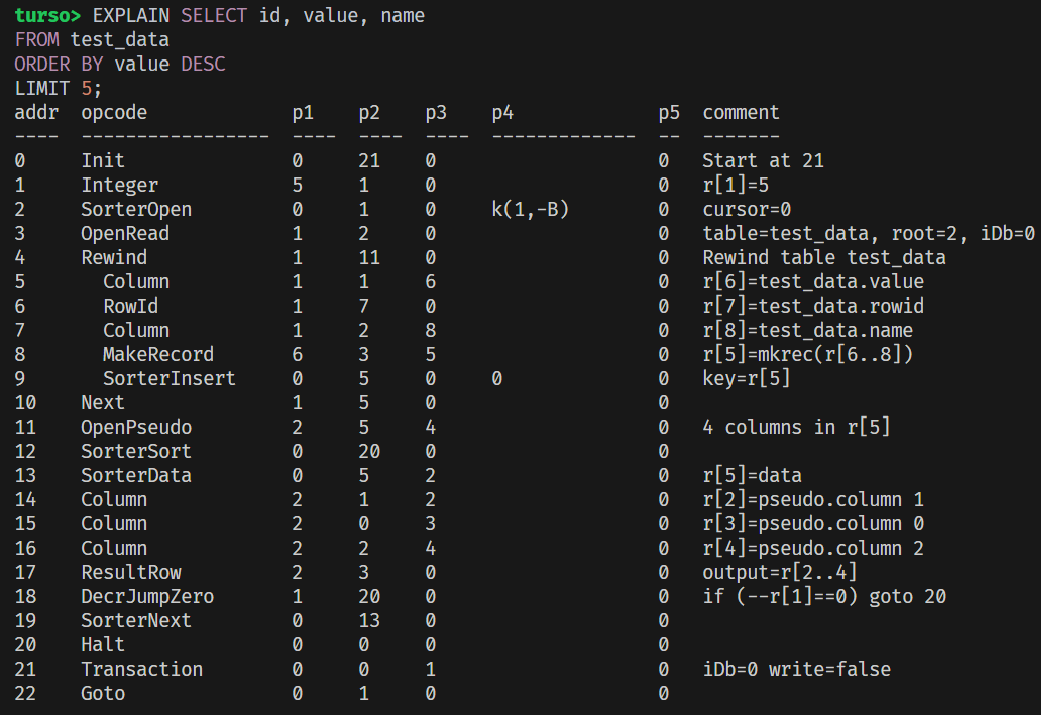 turso> EXPLAIN SELECT id, value, name
FROM test_data
ORDER BY value DESC
LIMIT 5;
addr  opcode             p1    p2    p3    p4             p5  comment
----  -----------------  ----  ----  ----  -------------  --  -------
0     Init               0     21    0                    0   Start at 21
1     Integer            5     1     0                    0   r[1]=5
2     SorterOpen         0     1     0     k(1,-B)        0   cursor=0
3     OpenRead           1     2     0                    0   table=test_data, root=2, iDb=0
4     Rewind             1     11    0                    0   Rewind table test_data
5       Column           1     1     6                    0   r[6]=test_data.value
6       RowId            1     7     0                    0   r[7]=test_data.rowid
7       Column           1     2     8                    0   r[8]=test_data.name
8       MakeRecord       6     3     5                    0   r[5]=mkrec(r[6..8])
9       SorterInsert     0     5     0     0              0   key=r[5]
10    Next               1     5     0                    0
11    OpenPseudo         2     5     4                    0   4 columns in r[5]
12    SorterSort         0     20    0                    0
13    SorterData         0     5     2                    0   r[5]=data
14    Column             2     1     2                    0   r[2]=pseudo.column 1
15    Column             2     0     3                    0   r[3]=pseudo.column 0
16    Column             2     2     4                    0   r[4]=pseudo.column 2
17    ResultRow          2     3     0                    0   output=r[2..4]
18    DecrJumpZero       1     20    0                    0   if (--r[1]==0) goto 20
19    SorterNext         0     13    0                    0
20    Halt               0     0     0                    0
21    Transaction        0     0     1                    0   iDb=0 write=false
22    Goto               0     1     0                    0